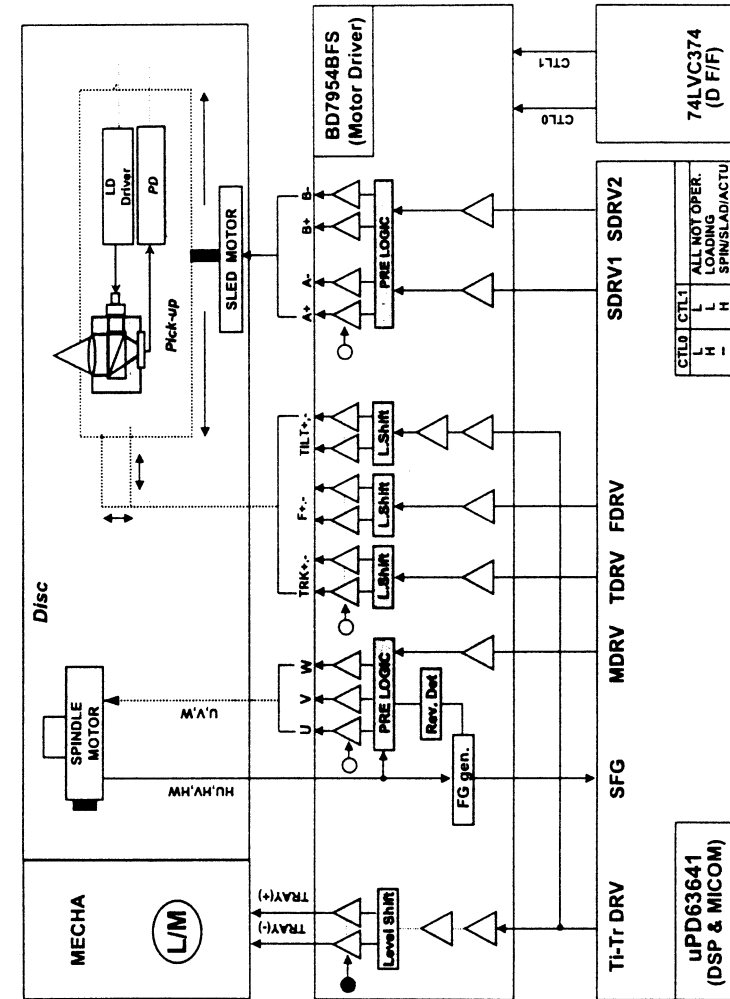 Disc
MECHA
L/M
SPINDLE
MOTOR
HU,HV,HW
U,V,W
Pick-up
LD
Driver
PD
SLED MOTOR
TRAY(-)
TRAY(+)
U
V
W
TRK+,-
F+,-
TILT+,-
A+
A-
B+
B-
BD7954BFS
(Motor Driver)
Level Shift
PRE LOGIC
Rev. Det
FG gen.
L.Shift
L.Shift
L.Shift
PRE LOGIC
CTL0
CTL1
Ti-Tr DRV
SFG
MDRV
TDRV
FDRV
SDRV1
SDRV2
uPD63641
(DSP & MICOM)
CTL0 CTL1
L L ALL NOT OPER.
H L LOADING
- H SPIN/SLAD/ACTU
74LVC374
(D F/F)